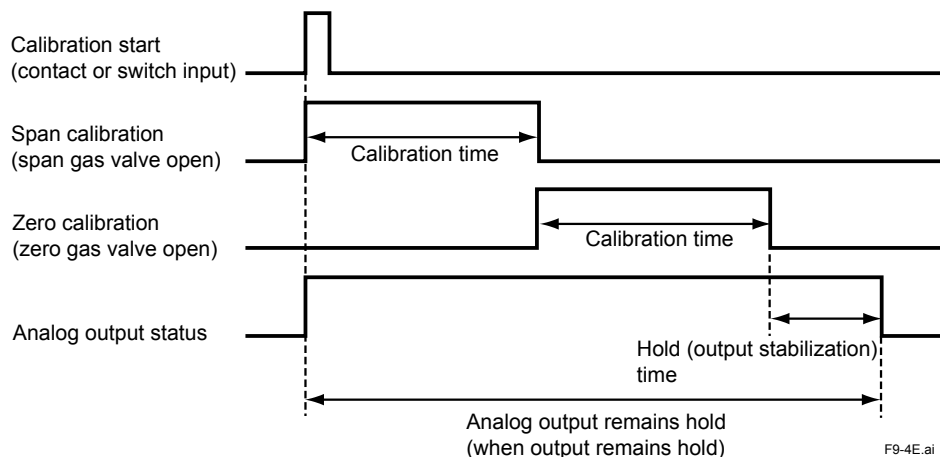 Calibration start
(contact or switch input)
Span calibration
(span gas valve open)
Calibration time
Zero calibration
(zero gas valve open)
Calibration time
Analog output status
Hold (output stabilization)
time
Analog output remains hold
(when output remains hold)
F9-4E.ai